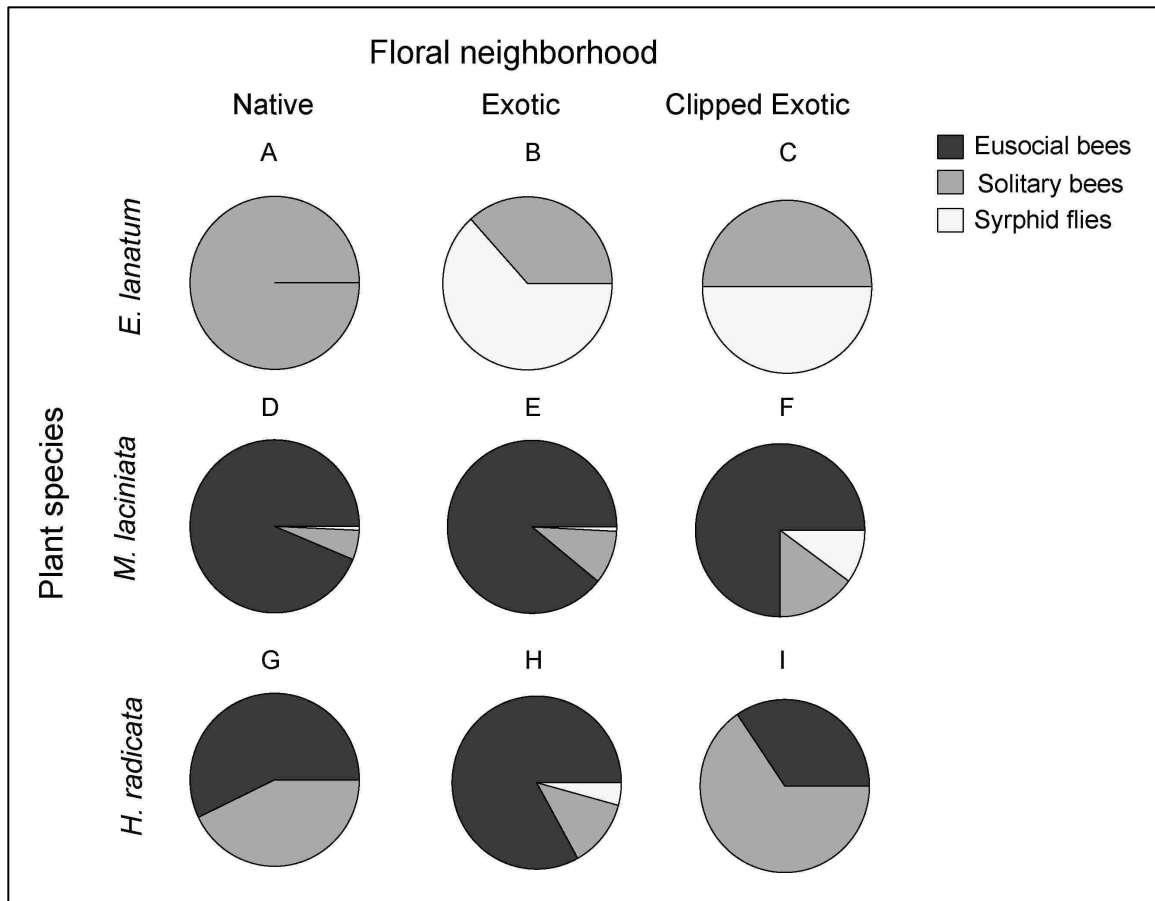 Floral neighborhood
Native Exotic Clipped Exotic
A B C
Eusocial bees
Solitary bees
Syrphid flies
E. lanatum
D E F
Plant species
M. laciniata
G H I
H. radicata